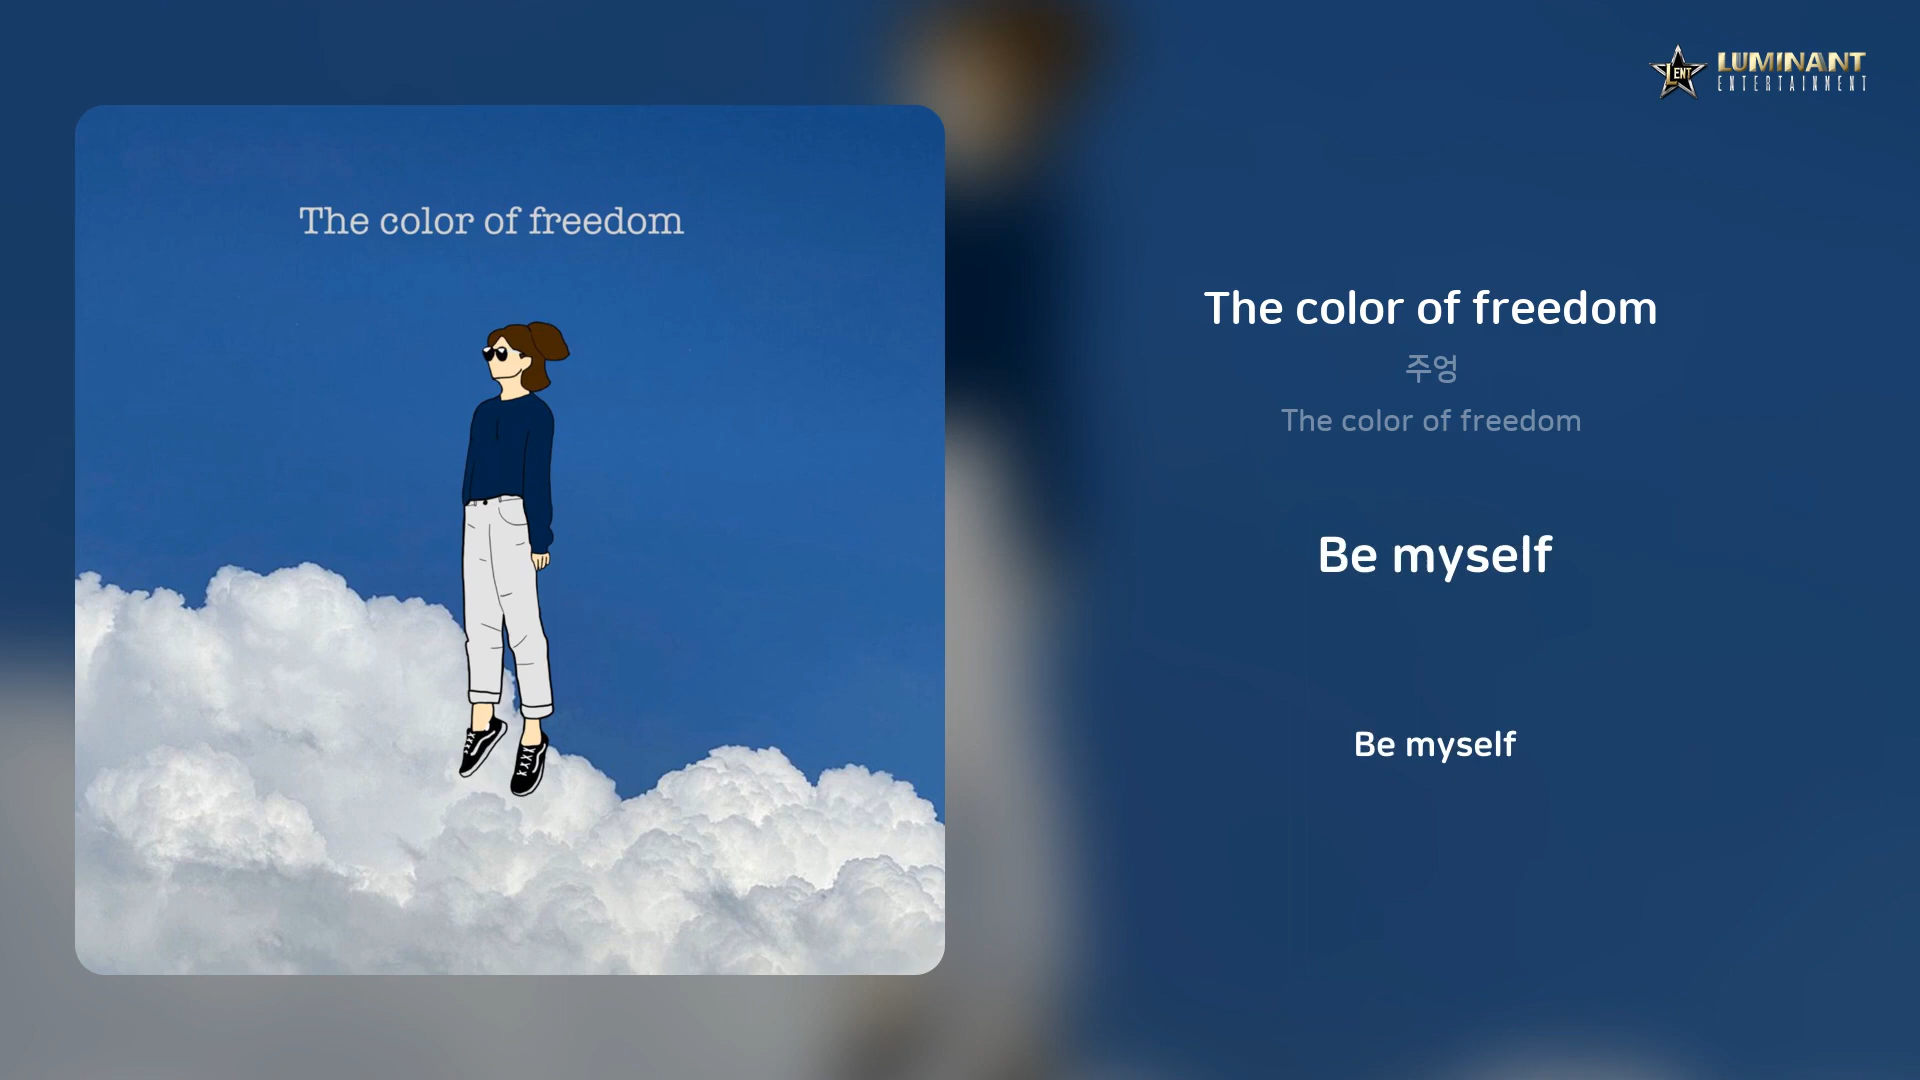 LENT
LUMINANT
ENTERTAINMENT
The color of freedom
The color of freedom
주엉
The color of freedom
Be myself
Be myself